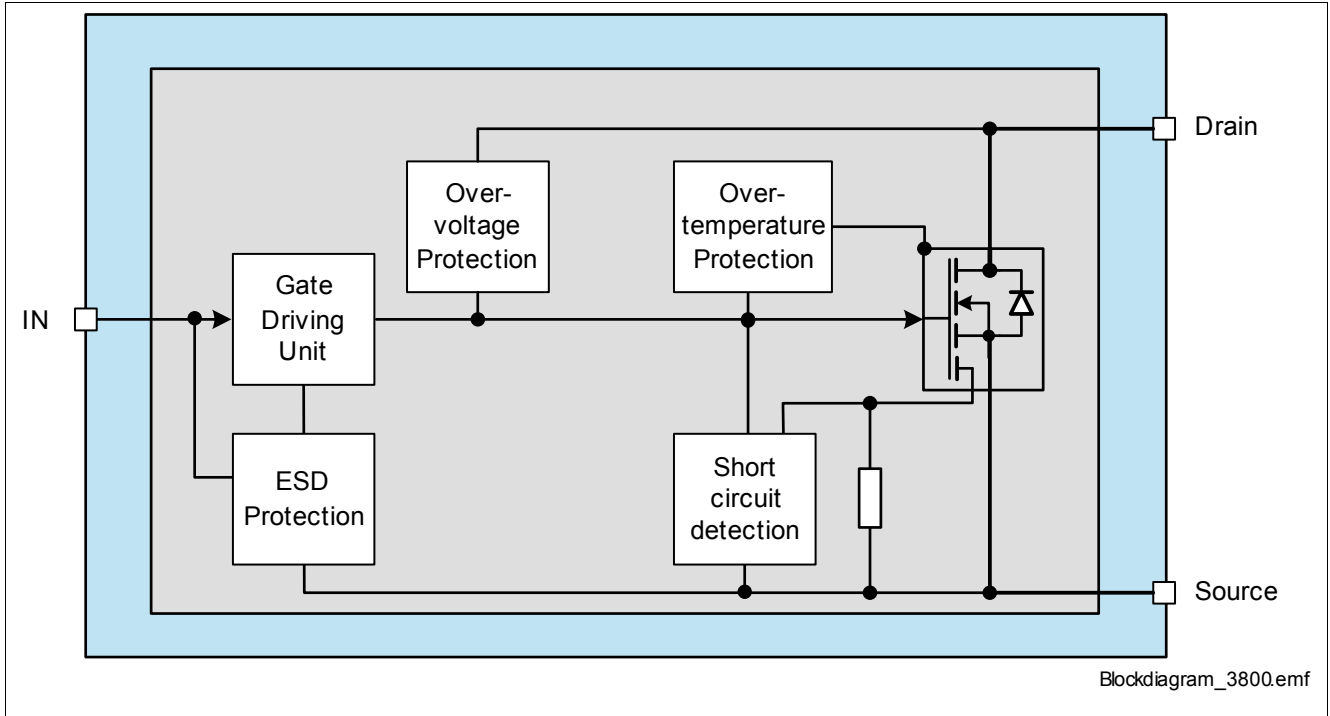 Drain
Over-
voltage
Protection
Over-
temperature
Protection
IN
Gate
Driving
Unit
ESD
Protection
Short
circuit
detection
Source
Blockdiagram_3800.emf